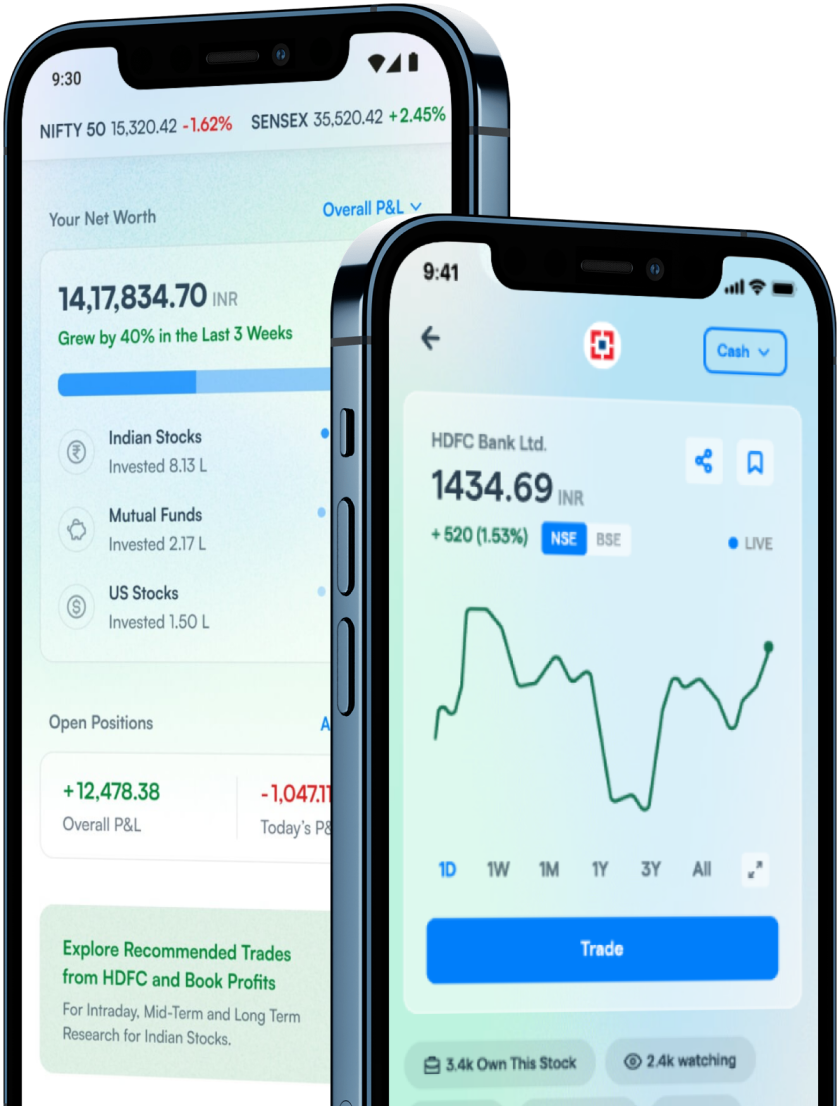 9:30
NIFTY 50 15,320.42 -1.62% SENSEX 35,520.42 +2.45%
Your Net Worth Overall P&L
14,17,834.70 INR
Grew by 40% in the Last 3 Weeks
Indian Stocks
Invested 8.13 L
Mutual Funds
Invested 2.17 L
US Stocks
Invested 1.50 L
Open Positions A
+12,478.38 -1,047.11
Overall P&L Today's P&
Explore Recommended Trades
from HDFC and Book Profits
For Intraday, Mid-Term and Long Term
Research for Indian Stocks.
9:41
Cash
HDFC Bank Ltd.
1434.69 INR
+520 (1.53%) NSE BSE LIVE
1D 1W 1M 1Y 3Y All
Trade
3.4k Own This Stock 2.4k watching